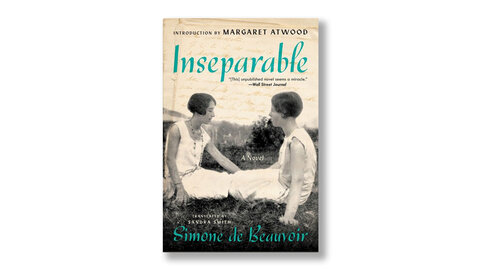 INTRODUCTION BY MARGARET ATWOOD
Inseparable
"[This] unpublished novel seems a miracle."
—Wall Street Journal
A Novel
TRANSLATED BY
SANDRA SMITH
Simone de Beauvoir